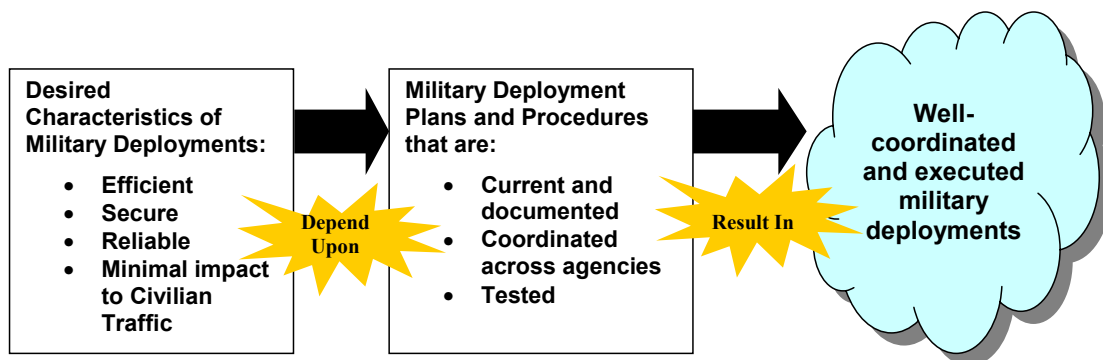 Desired
Characteristics of
Military Deployments:
• Efficient
• Secure
• Reliable
• Minimal impact
to Civilian
Traffic
Depend
Upon
Military Deployment
Plans and Procedures
that are:
• Current and
documented
• Coordinated
across agencies
• Tested
Result In
Well-
coordinated
and executed
military
deployments